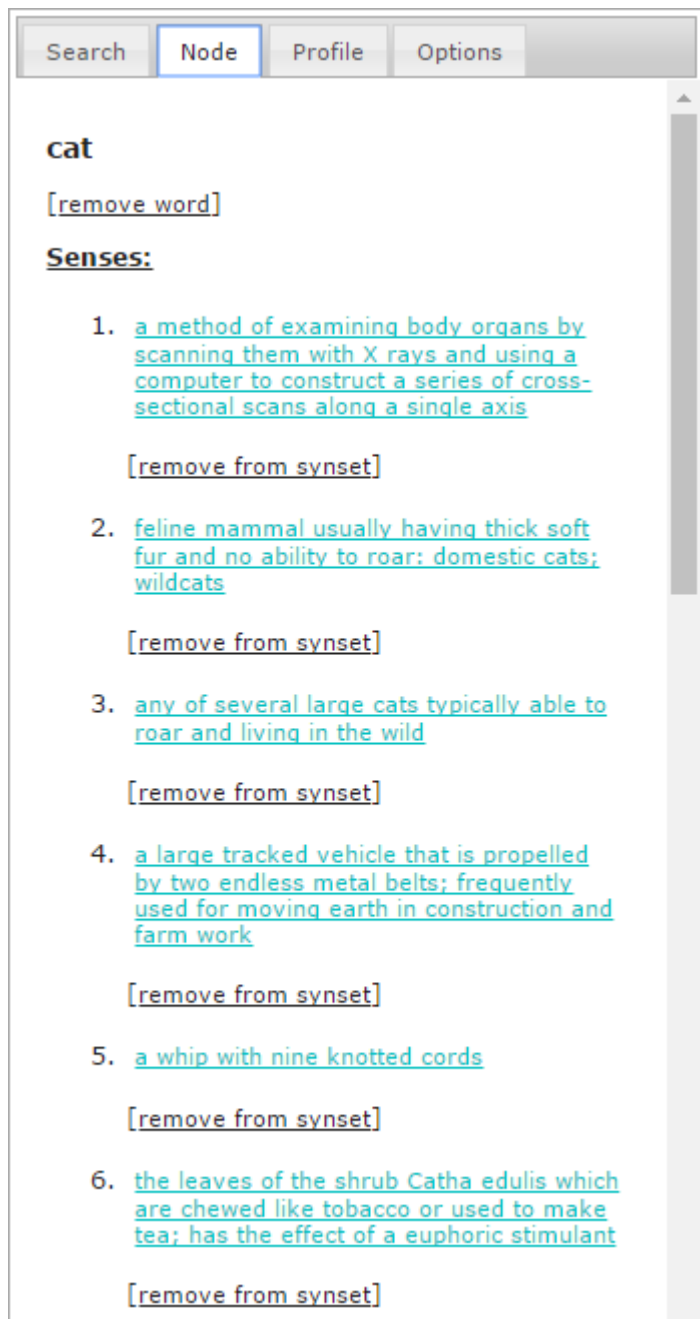 Search Node Profile Options
cat
[remove word]
Senses:
1. a method of examining body organs by
scanning them with X rays and using a
computer to construct a series of cross-
sectional scans along a single axis
[remove from synset]
2. feline mammal usually having thick soft
fur and no ability to roar: domestic cats;
wildcats
[remove from synset]
3. any of several large cats typically able to
roar and living in the wild
[remove from synset]
4. a large tracked vehicle that is propelled
by two endless metal belts; frequently
used for moving earth in construction and
farm work
[remove from synset]
5. a whip with nine knotted cords
[remove from synset]
6. the leaves of the shrub Catha edulis which
are chewed like tobacco or used to make
tea; has the effect of a euphoric stimulant
[remove from synset]